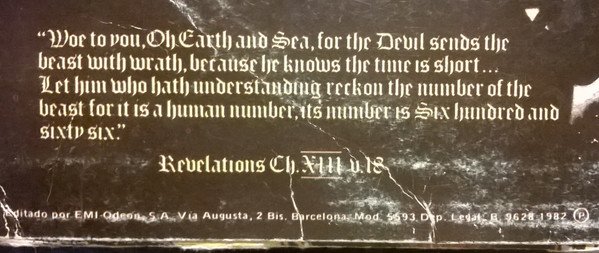 “Woe to you, Oh Earth and Sea, for the Devil sends the
beast with wrath, because he knows the time is short...
Let him who hath understanding reckon the number of the
beast for it is a human number, its number is Six hundred and
sixty six.”
Revelations Ch. XIII v.18
Editado por EMI-Odeon, S.A. Via Augusta, 2 Bis. Barcelona. Mod. 5593 Dep. Legal: B. 9628-1982 Ⓟ